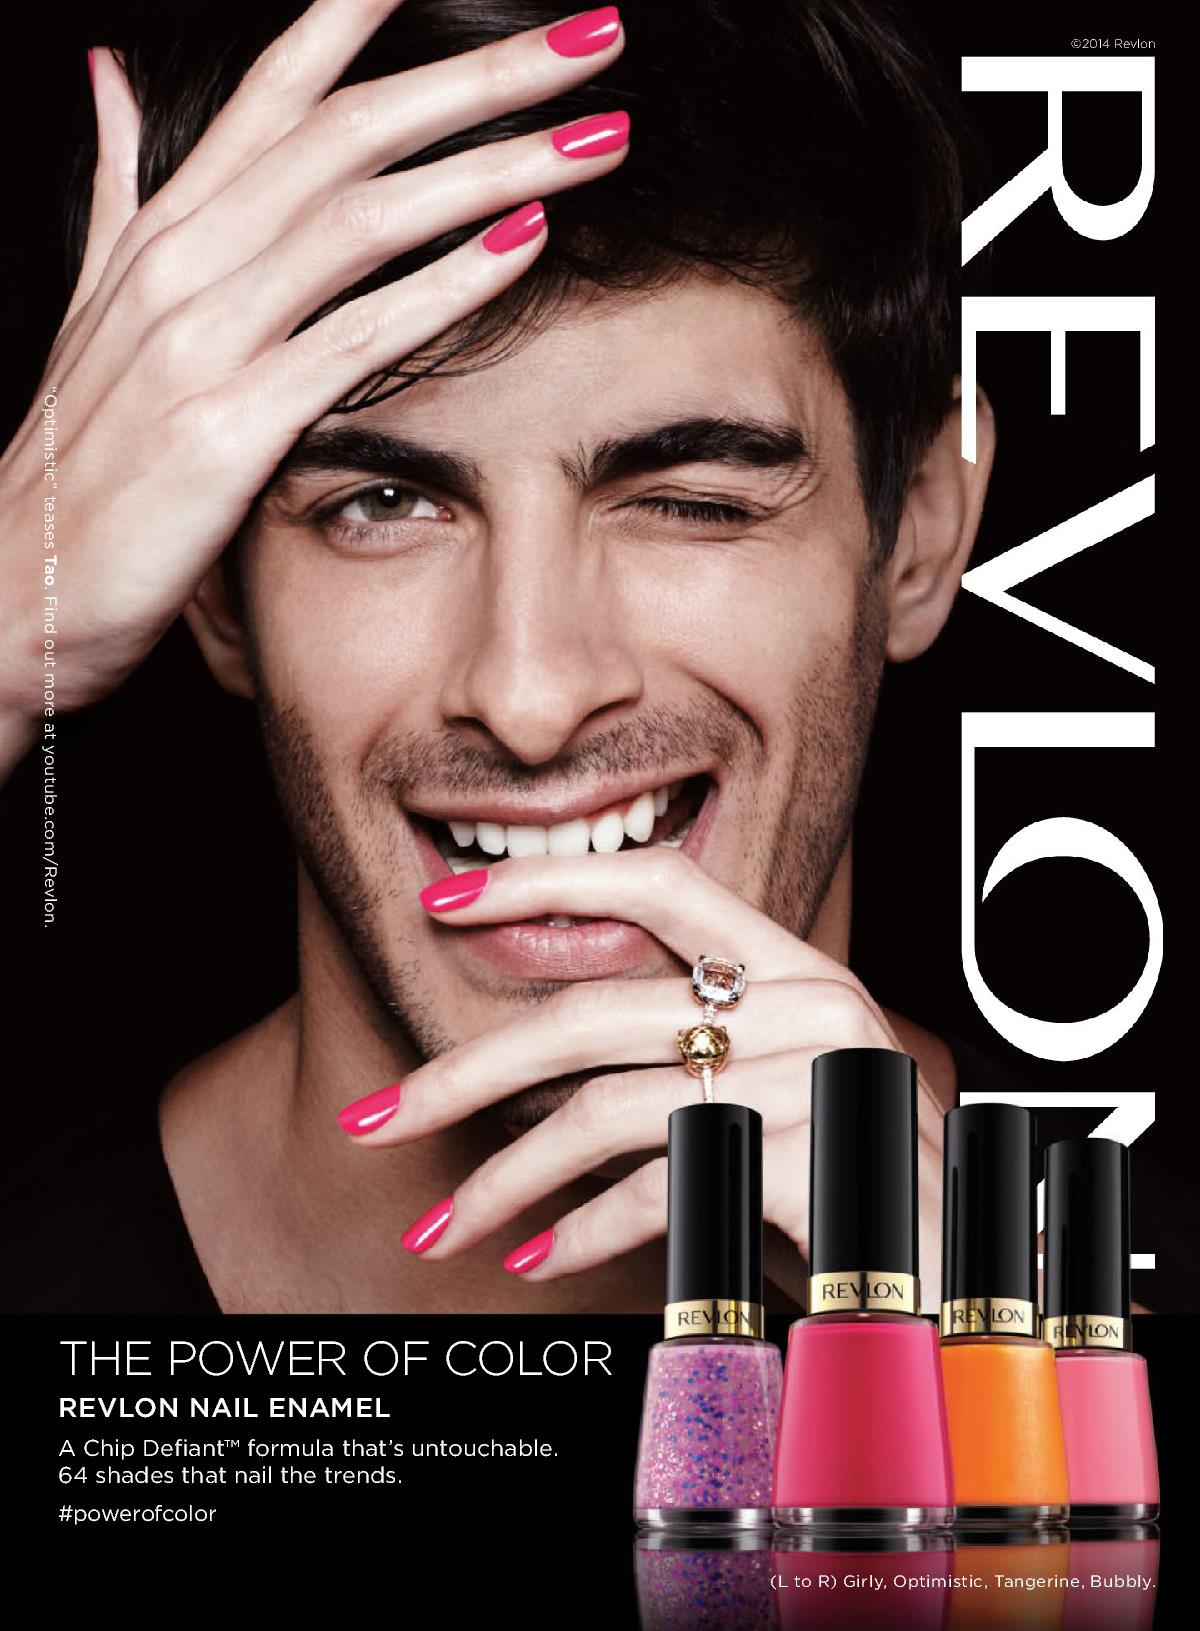 ©2014 Revlon
REVLON
"Optimistic" teases Tao. Find out more at youtube.com/Revlon.
REVLON
REVLON
REVLON
REVLON
THE POWER OF COLOR
REVLON NAIL ENAMEL
A Chip Defiant™ formula that's untouchable.
64 shades that nail the trends.
#powerofcolor
(L to R) Girly, Optimistic, Tangerine, Bubbly.